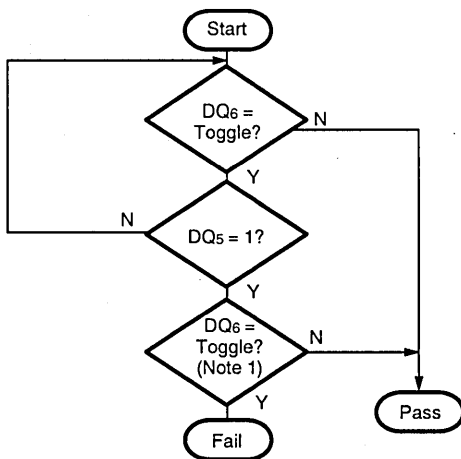 Start
DQ6 =
Toggle?
N
Y
N
DQ5 = 1?
Y
DQ6 =
Toggle?
(Note 1)
N
Y
Pass
Fail